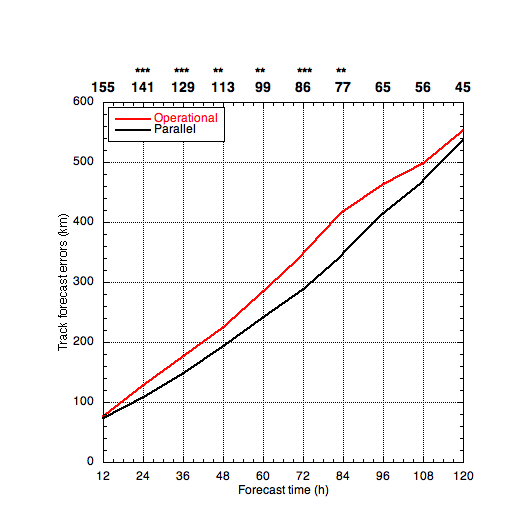 *** *** ** ** *** **
155 141 129 113 99 86 77 65 56 45
600
Operational
Parallel
500
400
300
200
100
0
Track forecast errors (km)
12 24 36 48 60 72 84 96 108 120
Forecast time (h)